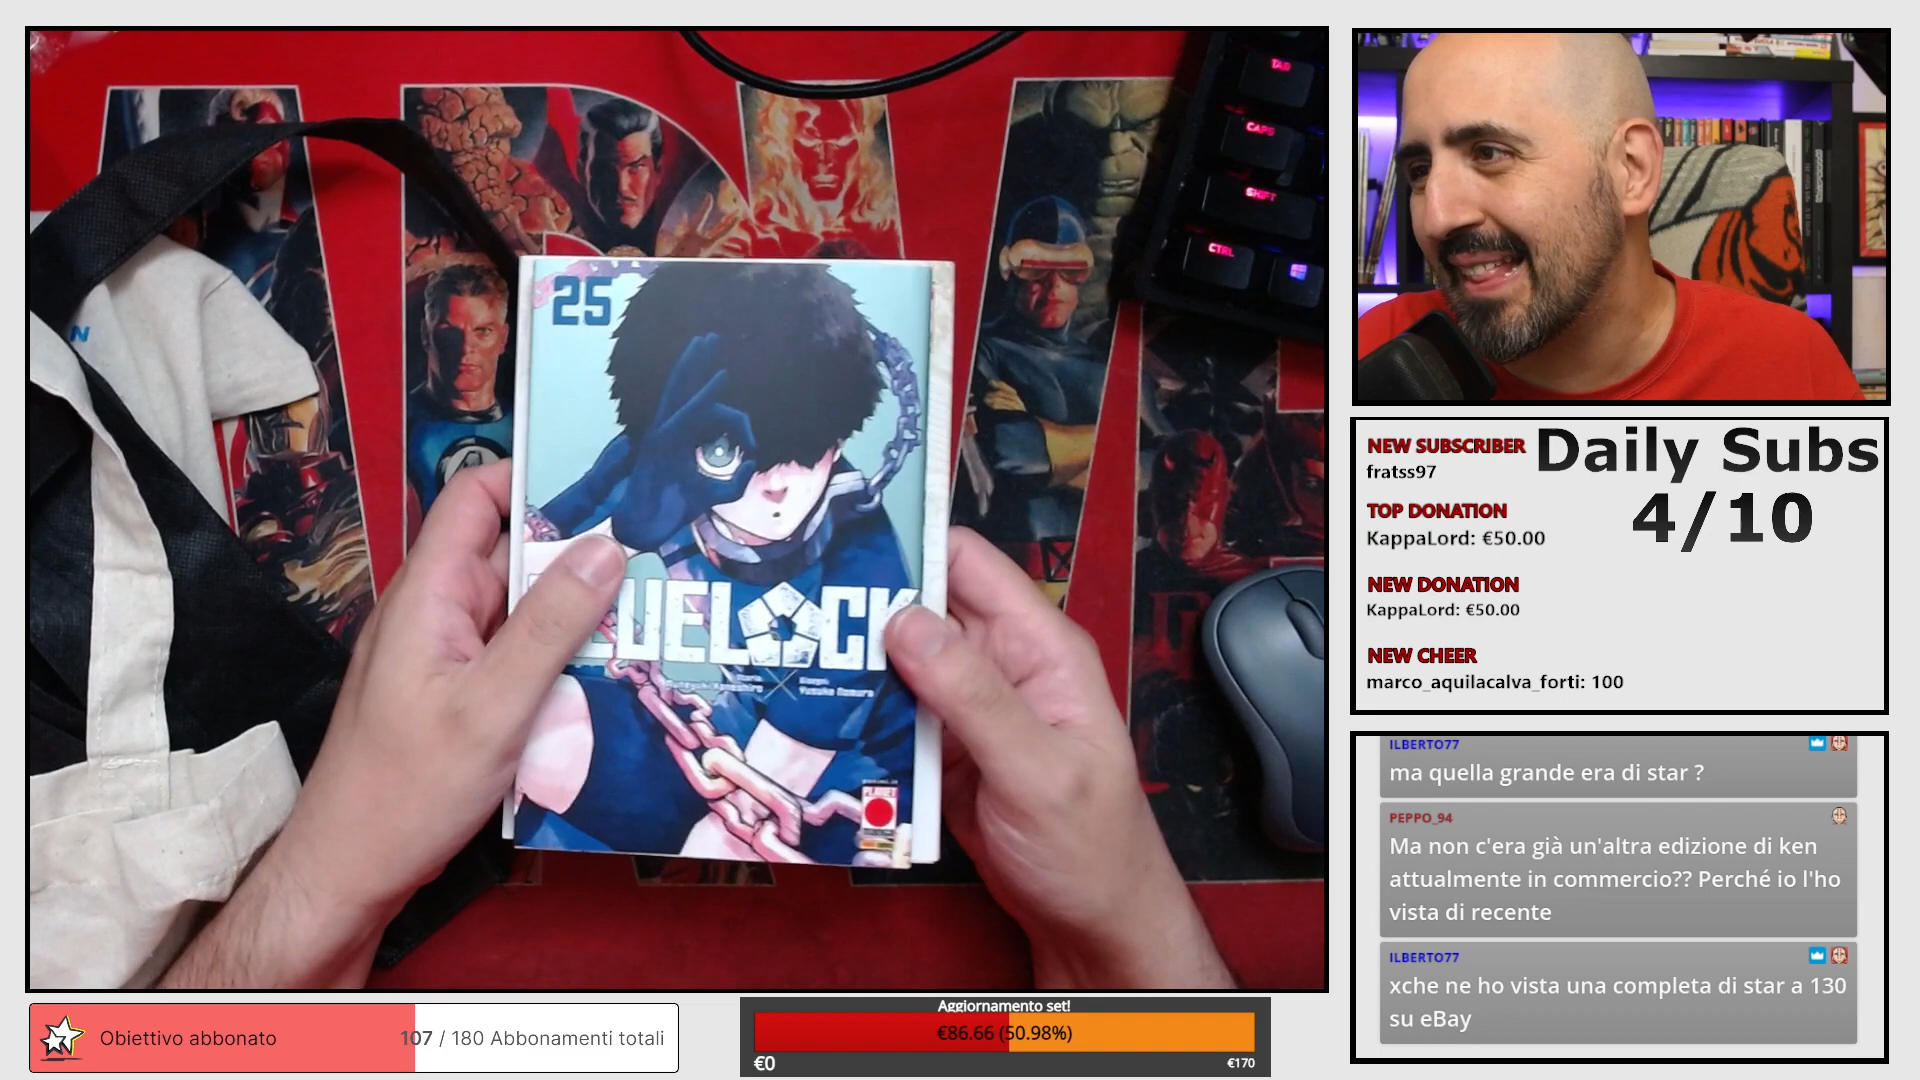 25
BLUELOCK
Yusuke Nomura
PLANET
TAB
CAPS
SHIFT
CTRL
N
NEW SUBSCRIBER
fratss97
Daily Subs
4/10
TOP DONATION
KappaLord: €50.00
NEW DONATION
KappaLord: €50.00
NEW CHEER
marco_aquilacalva_forti: 100
ILBERTO77
ma quella grande era di star ?
PEPPO_94
Ma non c'era già un'altra edizione di ken
attualmente in commercio?? Perché io l'ho
vista di recente
ILBERTO77
xche ne ho vista una completa di star a 130
su eBay
Obiettivo abbonato
107 / 180 Abbonamenti totali
Aggiornamento set!
€86.66 (50.98%)
€0
€170